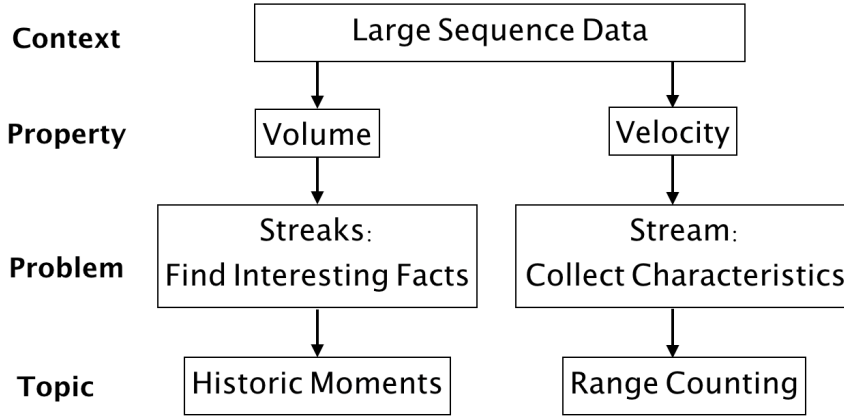 Context
Large Sequence Data
Property
Volume
Velocity
Problem
Streaks:
Find Interesting Facts
Stream:
Collect Characteristics
Topic
Historic Moments
Range Counting